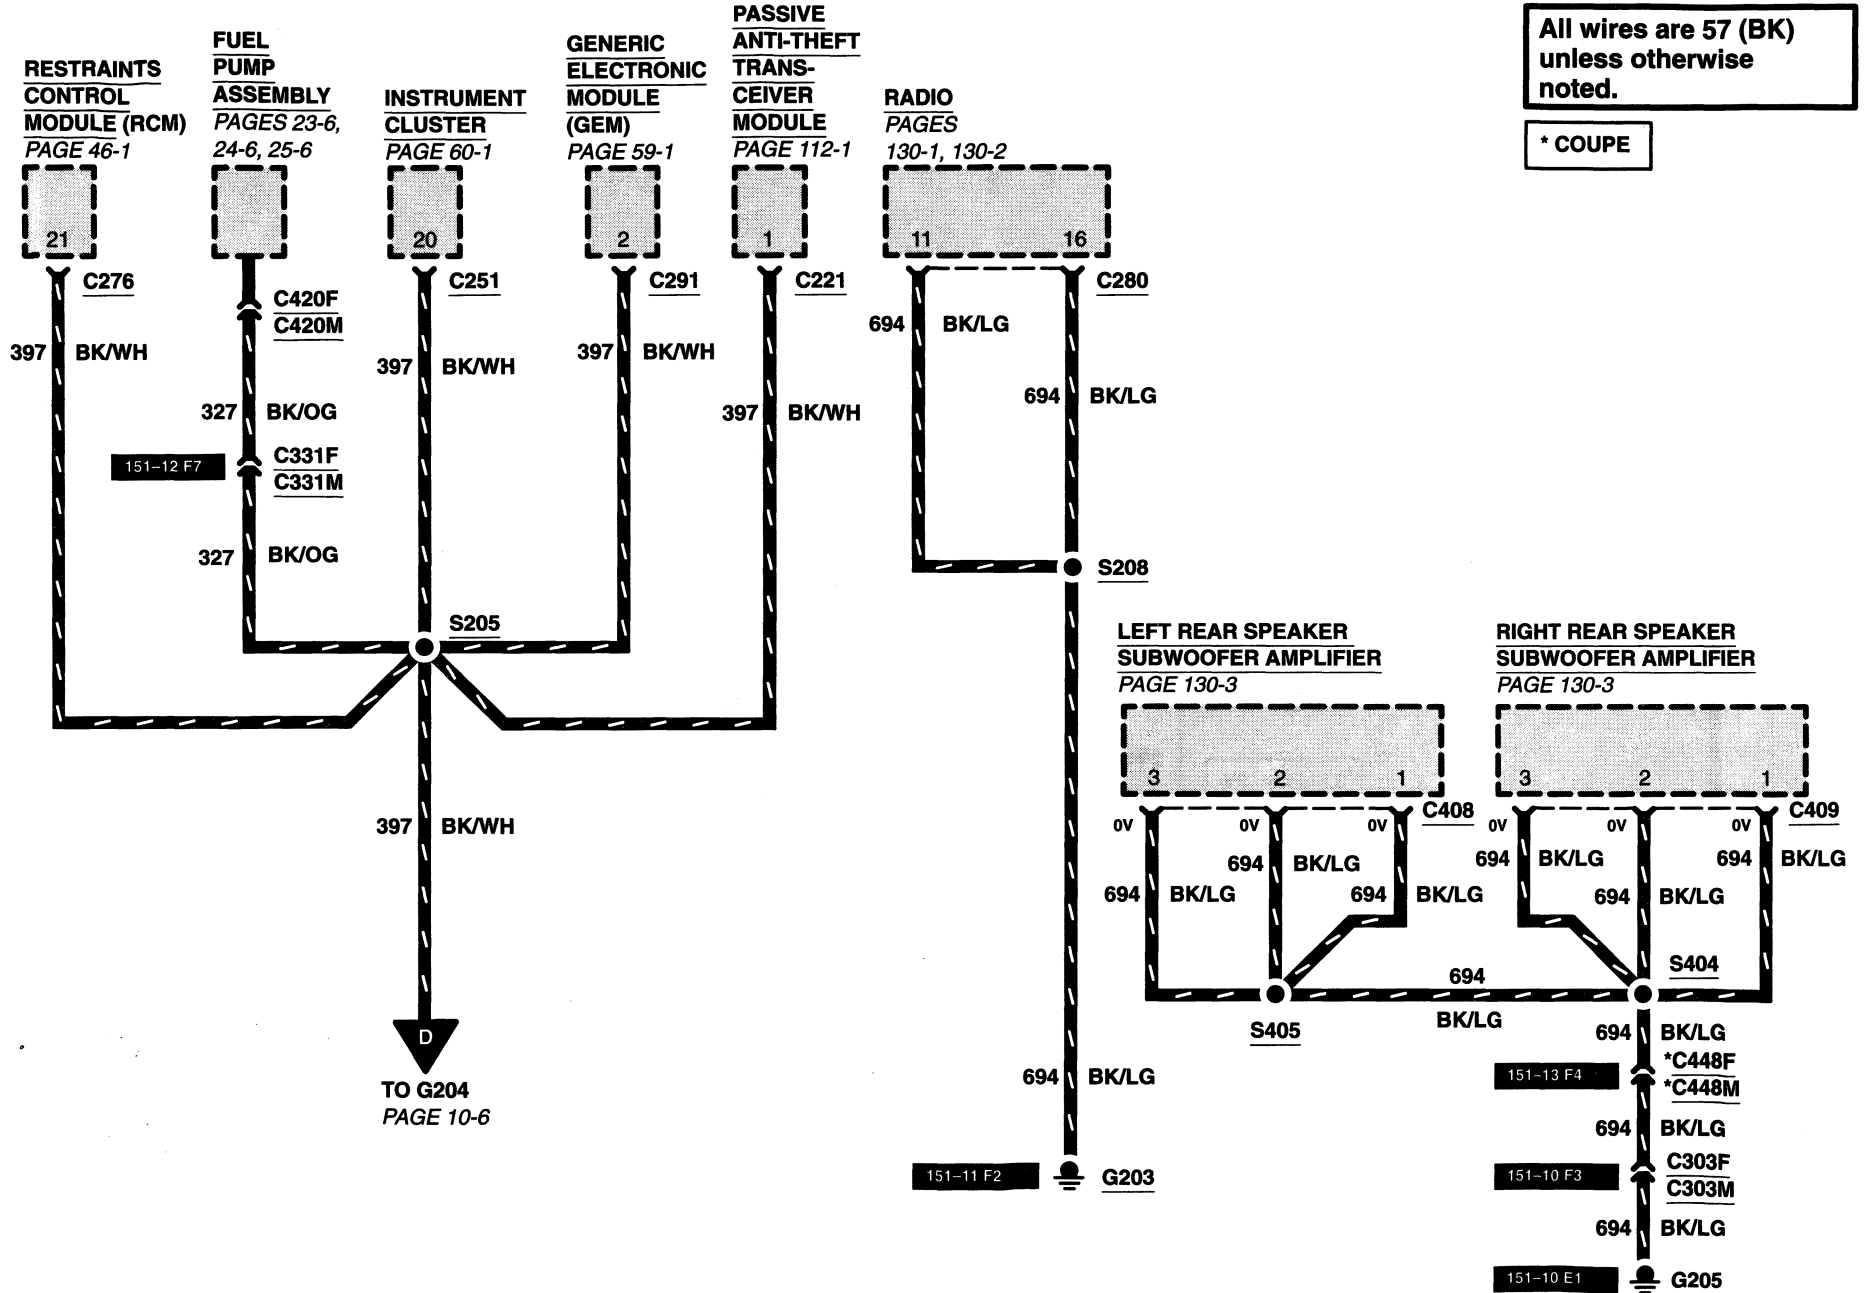 RESTRAINTS
CONTROL
MODULE (RCM)
PAGE 46-1
21
C276
397 BK/WH
FUEL
PUMP
ASSEMBLY
PAGES 23-6,
24-6, 25-6
C420F
C420M
327 BK/OG
151-12 F7
C331F
C331M
327 BK/OG
INSTRUMENT
CLUSTER
PAGE 60-1
20
C251
397 BK/WH
GENERIC
ELECTRONIC
MODULE
(GEM)
PAGE 59-1
2
C291
397 BK/WH
PASSIVE
ANTI-THEFT
TRANS-
CEIVER
MODULE
PAGE 112-1
1
C221
397 BK/WH
S205
397 BK/WH
D
TO G204
PAGE 10-6
RADIO
PAGES
130-1, 130-2
11 16
C280
694 BK/LG
694 BK/LG
S208
694 BK/LG
151-11 F2
G203
All wires are 57 (BK)
unless otherwise
noted.
* COUPE
LEFT REAR SPEAKER
SUBWOOFER AMPLIFIER
PAGE 130-3
3 2 1
C408
0V 0V 0V
694 BK/LG
694 BK/LG
694 BK/LG
S405
694
BK/LG
RIGHT REAR SPEAKER
SUBWOOFER AMPLIFIER
PAGE 130-3
3 2 1
C409
0V 0V 0V
694 BK/LG
694 BK/LG
694 BK/LG
S404
694 BK/LG
151-13 F4
*C448F
*C448M
694 BK/LG
151-10 F3
C303F
C303M
694 BK/LG
151-10 E1
G205